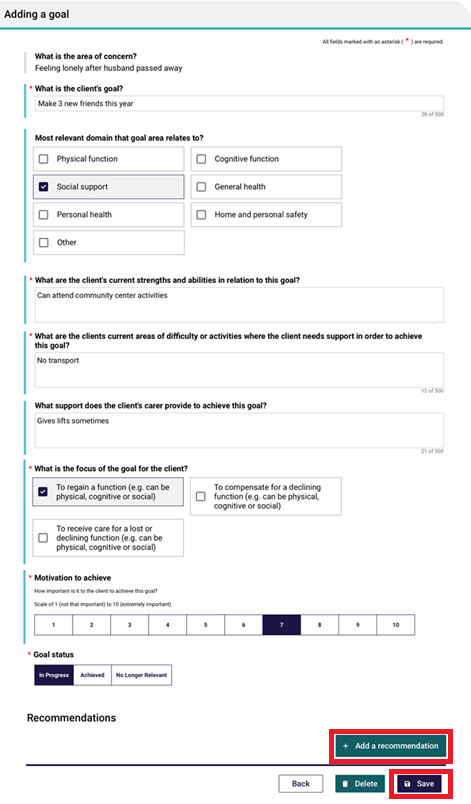 Adding a goal
All fields marked with an asterisk ( * ) are required.
What is the area of concern?
Feeling lonely after husband passed away
* What is the client's goal?
Make 3 new friends this year
28 of 500
Most relevant domain that goal area relates to?
Physical function
Cognitive function
Social support
General health
Personal health
Home and personal safety
Other
* What are the client's current strengths and abilities in relation to this goal?
Can attend community center activities
* What are the clients current areas of difficulty or activities where the client needs support in order to achieve
this goal?
No transport
12 of 500
What support does the client's carer provide to achieve this goal?
Gives lifts sometimes
21 of 500
* What is the focus of the goal for the client?
To regain a function (e.g. can be
physical, cognitive or social)
To compensate for a declining
function (e.g. can be physical,
cognitive or social)
To receive care for a lost or
declining function (e.g. can be
physical, cognitive or social)
* Motivation to achieve
How important is it to the client to achieve this goal?
Scale of 1 (not that important) to 10 (extremely important)
1 2 3 4 5 6 7 8 9 10
* Goal status
In Progress Achieved No Longer Relevant
Recommendations
+ Add a recommendation
Back Delete Save